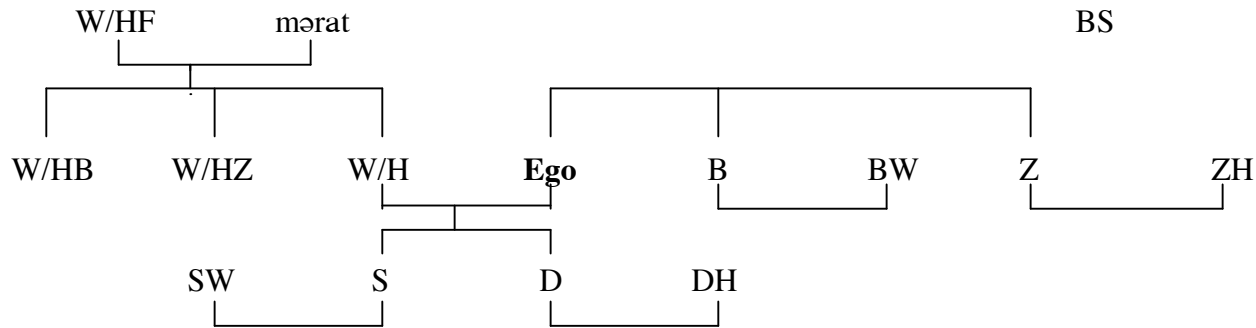 W/HF mərat BS
W/HB W/HZ W/H Ego B BW Z ZH
SW S D DH